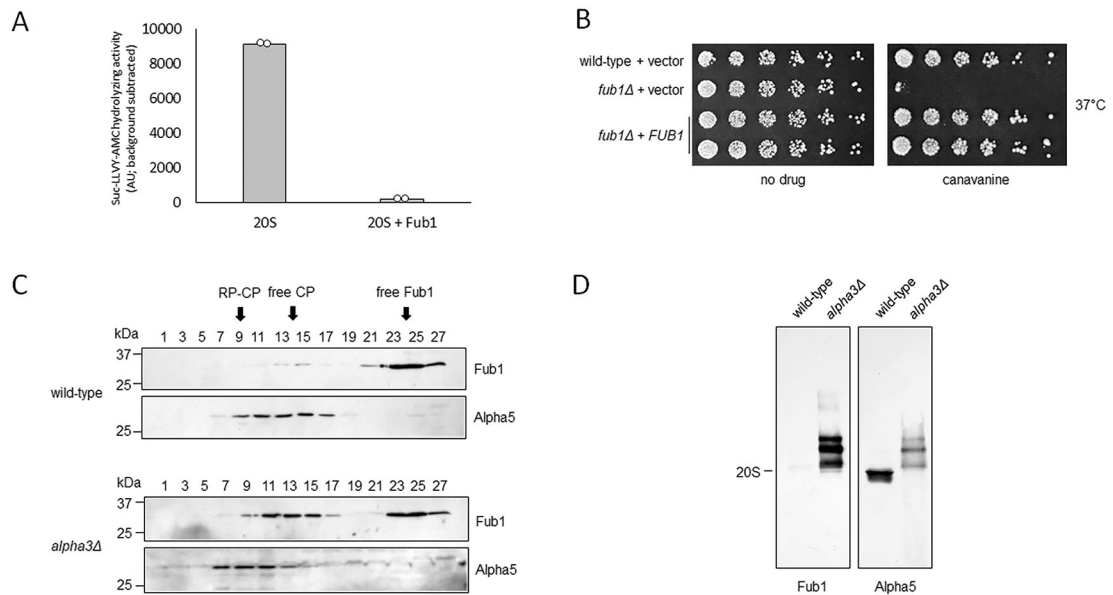 A
Suc-LLVY-AMC hydrolyzing activity
(AU; background subtracted)
10000
8000
6000
4000
2000
0
20S
20S + Fub1
B
wild-type + vector
fub1Δ + vector
fub1Δ + FUB1
37°C
no drug
canavanine
C
RP-CP
free CP
free Fub1
kDa
1 3 5 7 9 11 13 15 17 19 21 23 25 27
37
25
Fub1
wild-type
25
Alpha5
kDa
1 3 5 7 9 11 13 15 17 19 21 23 25 27
37
25
Fub1
alpha3Δ
25
Alpha5
D
wild-type
alpha3Δ
wild-type
alpha3Δ
20S
Fub1
Alpha5